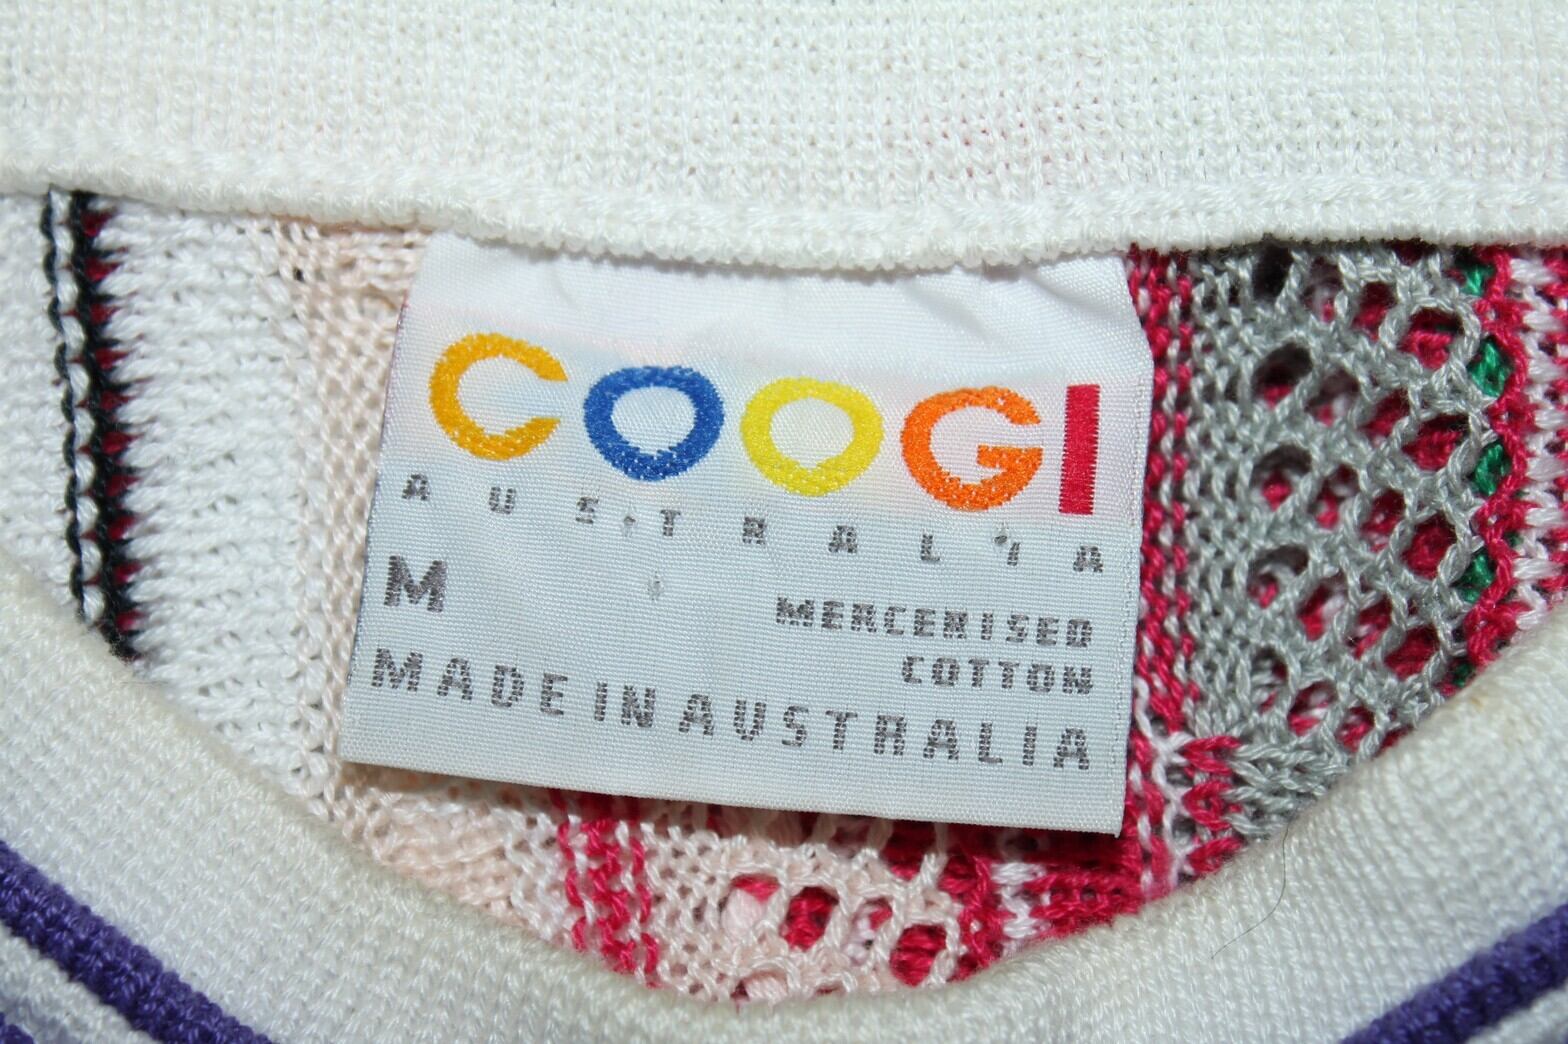 COOGI
AUSTRALIA
M
MERCERISED
COTTON
MADE IN AUSTRALIA